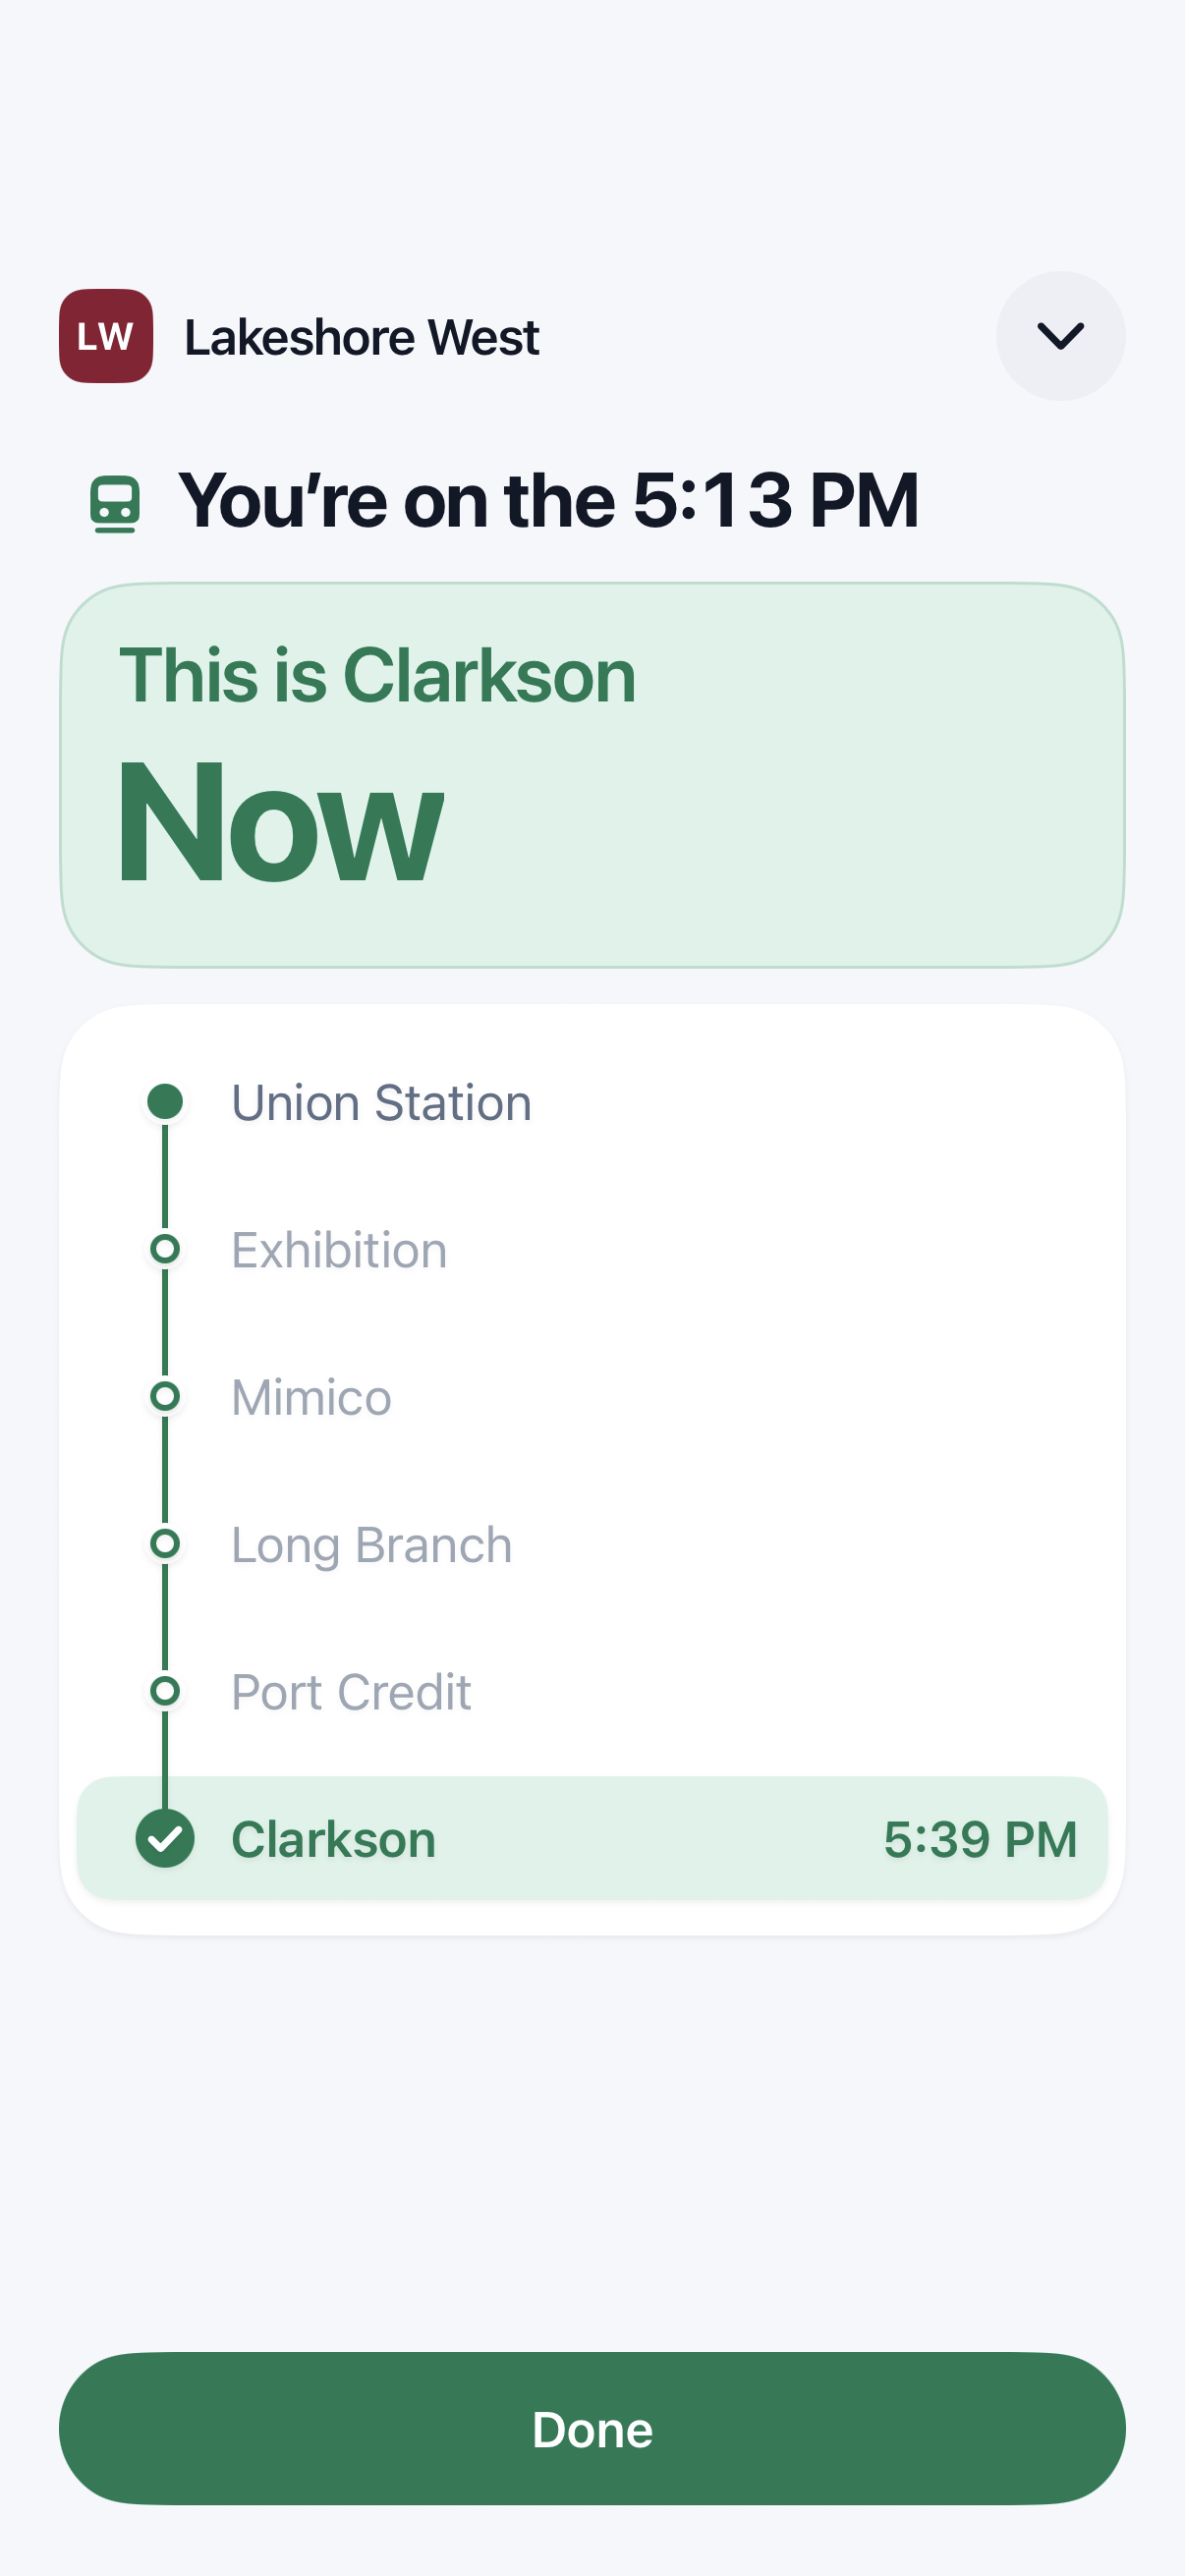 LW Lakeshore West
You’re on the 5:13 PM
This is Clarkson
Now
Union Station
Exhibition
Mimico
Long Branch
Port Credit
Clarkson 5:39 PM
Done